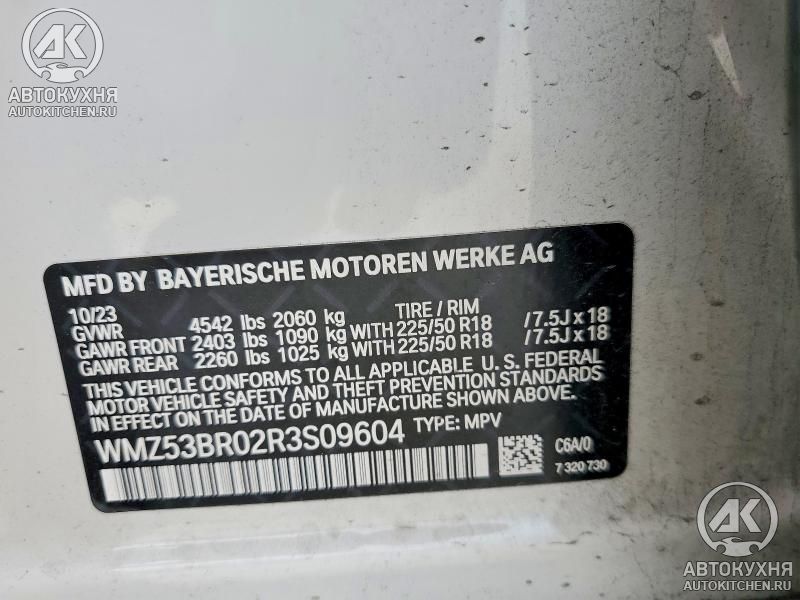 AK
АВТОКУХНЯ
AUTOKITCHEN.RU
MFD BY BAYERISCHE MOTOREN WERKE AG
10/23 TIRE / RIM
GVWR 4542 lbs 2060 kg
GAWR FRONT 2403 lbs 1090 kg WITH 225/50 R18 /7.5J x 18
GAWR REAR 2260 lbs 1025 kg WITH 225/50 R18 /7.5J x 18
THIS VEHICLE CONFORMS TO ALL APPLICABLE U. S. FEDERAL
MOTOR VEHICLE SAFETY AND THEFT PREVENTION STANDARDS
IN EFFECT ON THE DATE OF MANUFACTURE SHOWN ABOVE.
WMZ53BR02R3S09604 TYPE: MPV
C6A/0
7 320 730
AK
АВТОКУХНЯ
AUTOKITCHEN.RU